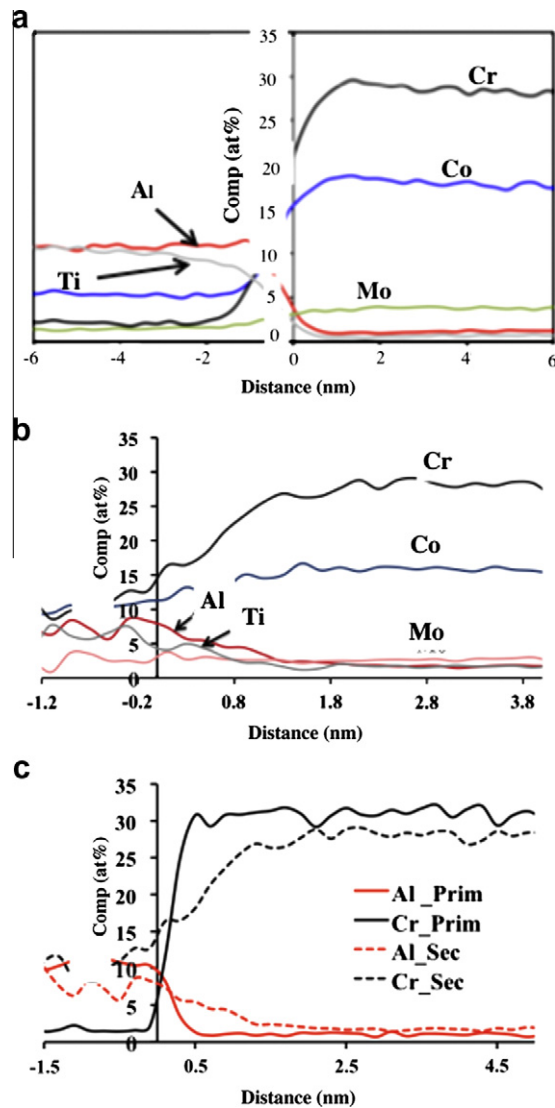 a
35
30
25
20
15
10
5
0
Comp (at%)
Cr
Co
Al
Ti
Mo
-6
-4
-2
0
2
4
6
Distance (nm)
Distance (nm)
b
35
30
25
20
15
10
5
0
Comp (at%)
Cr
Co
Al
Ti
Mo
-1.2
-0.2
0.8
1.8
2.8
3.8
Distance (nm)
c
35
30
25
20
15
10
5
0
Comp (at%)
Al _Prim
Cr_Prim
Al_Sec
Cr_Sec
-1.5
0.5
2.5
4.5
Distance (nm)